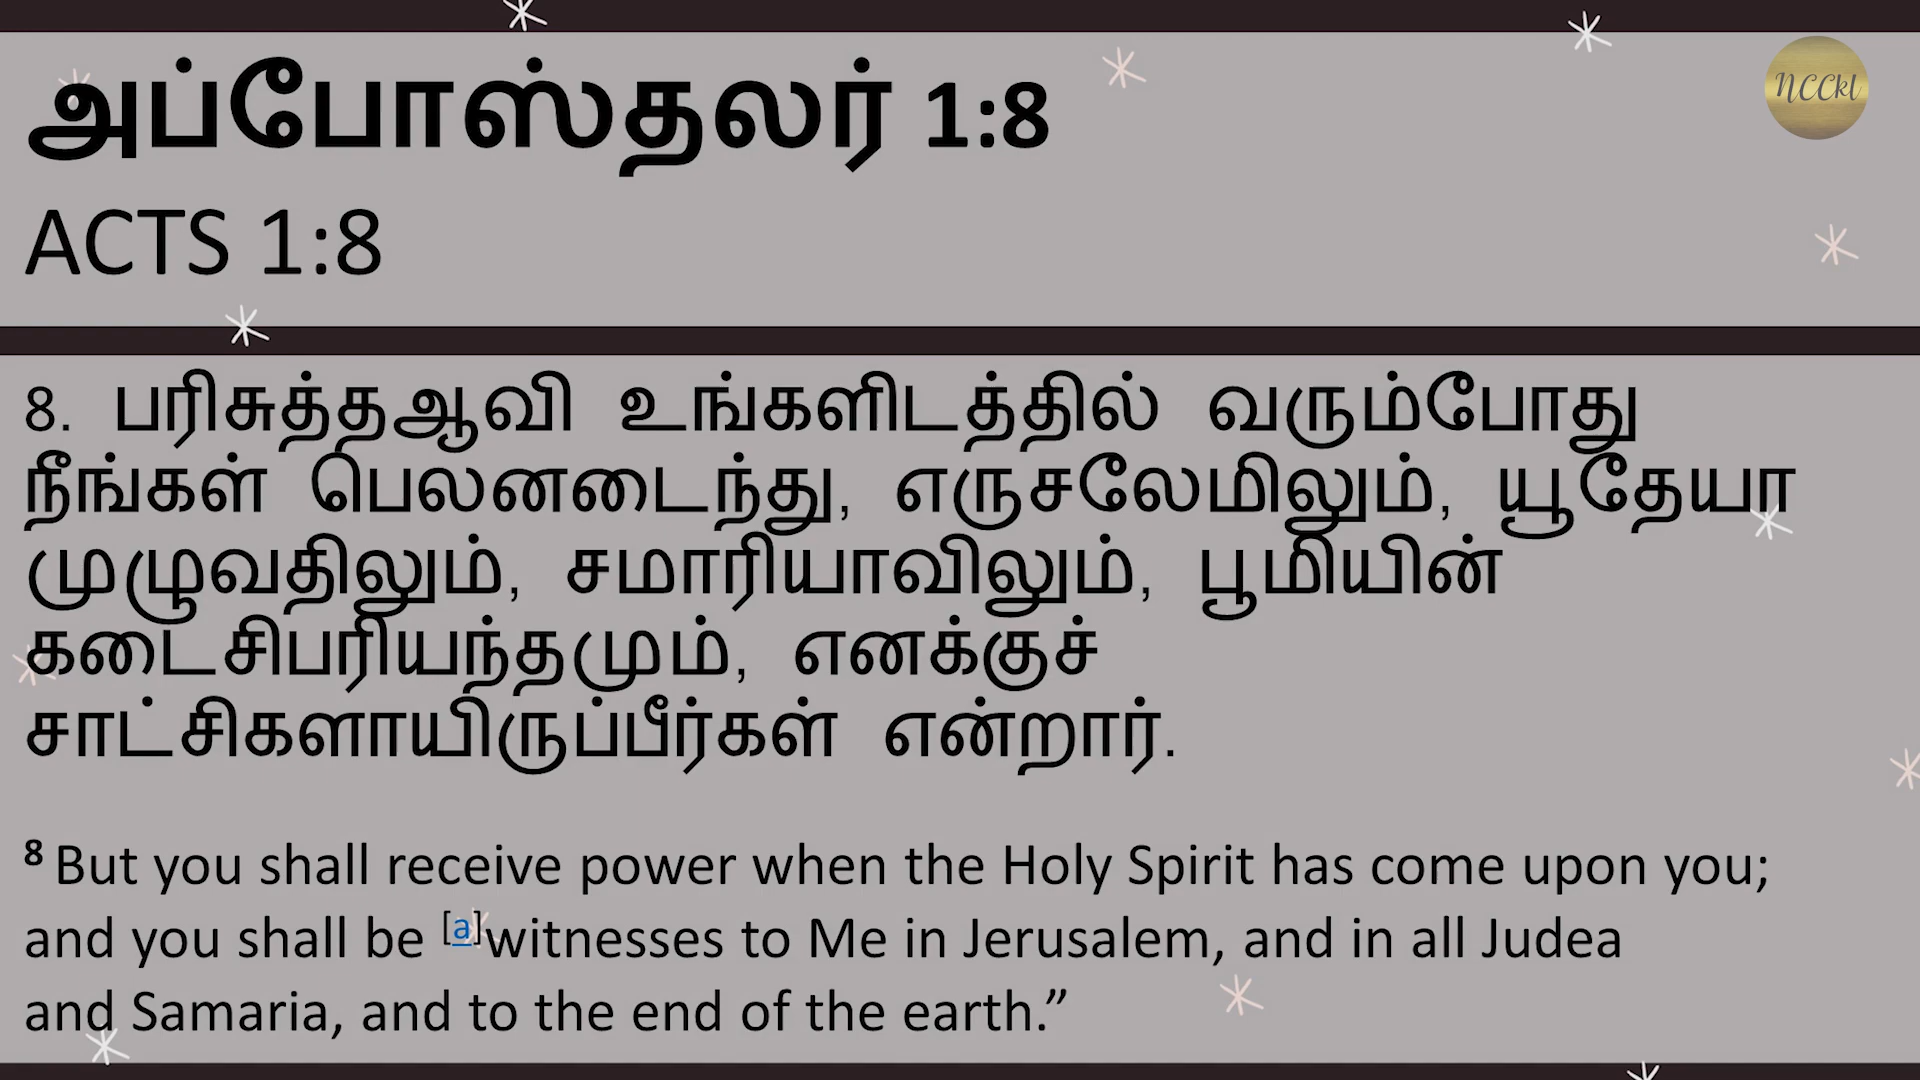 அப்போஸ்தலர் 1:8
NCCkl
ACTS 1:8
8. பரிசுத்தஆவி உங்களிடத்தில் வரும்போது
நீங்கள் பெலனடைந்து, எருசலேமிலும், யூதேயா
முழுவதிலும், சமாரியாவிலும், பூமியின்
கடைசிபரியந்தமும், எனக்குச்
சாட்சிகளாயிருப்பீர்கள் என்றார்.
8 But you shall receive power when the Holy Spirit has come upon you;
and you shall be [a]witnesses to Me in Jerusalem, and in all Judea
and Samaria, and to the end of the earth.”